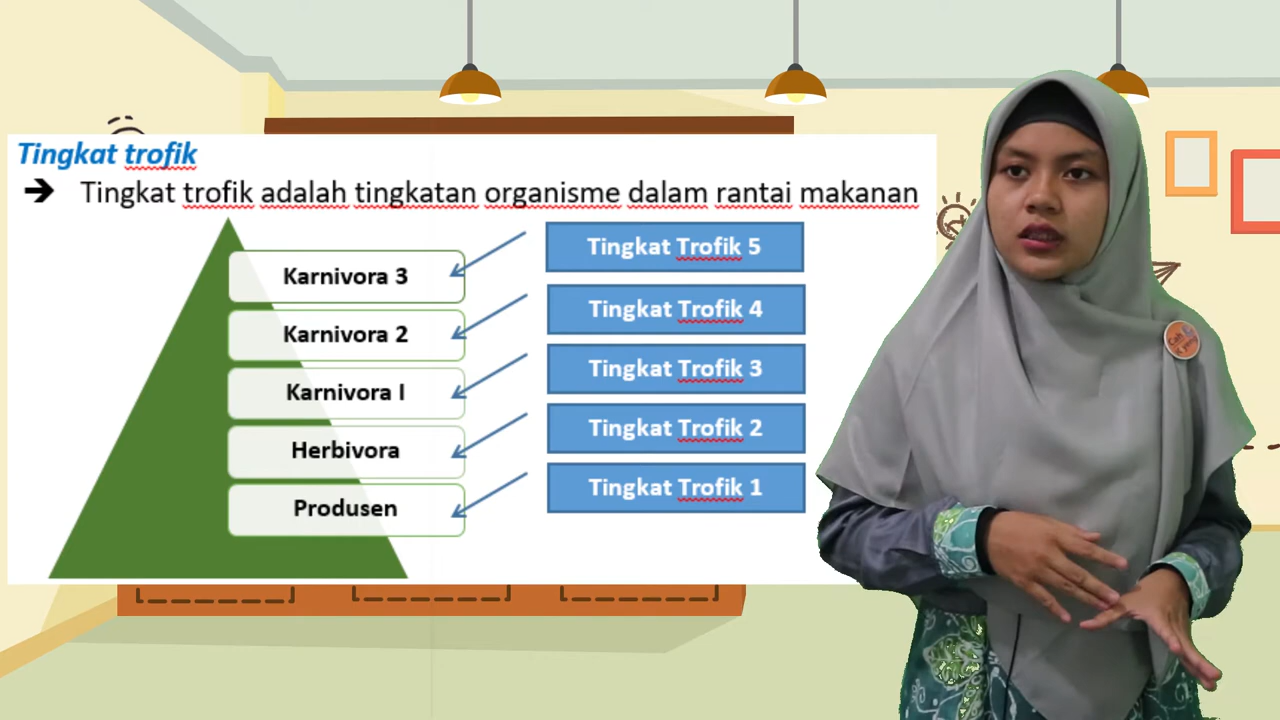 Tingkat trofik
➔ Tingkat trofik adalah tingkatan organisme dalam rantai makanan
Karnivora 3
Tingkat Trofik 5
Karnivora 2
Tingkat Trofik 4
Karnivora I
Tingkat Trofik 3
Herbivora
Tingkat Trofik 2
Produsen
Tingkat Trofik 1